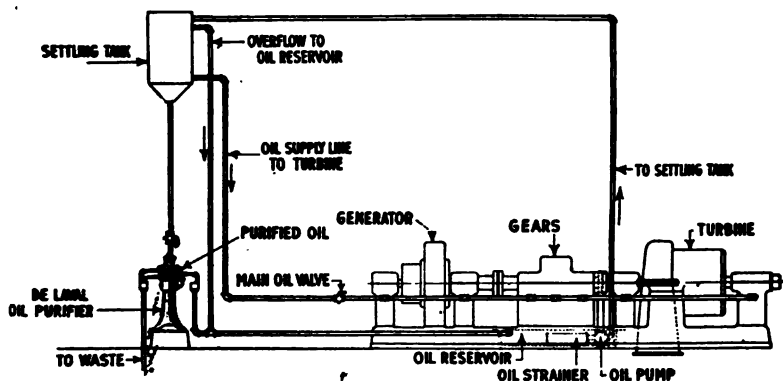 SETTLING TANK
OVERFLOW TO
OIL RESERVOIR
OIL SUPPLY LINE
TO TURBINE
TO SETTLING
TANK
GENERATOR
GEARS
TURBINE
PURIFIED OIL
MAIN OIL VALVE
DE LAVAL
OIL PURIFIER
TO WASTE
OIL RESERVOIR
OIL STRAINER
OIL PUMP